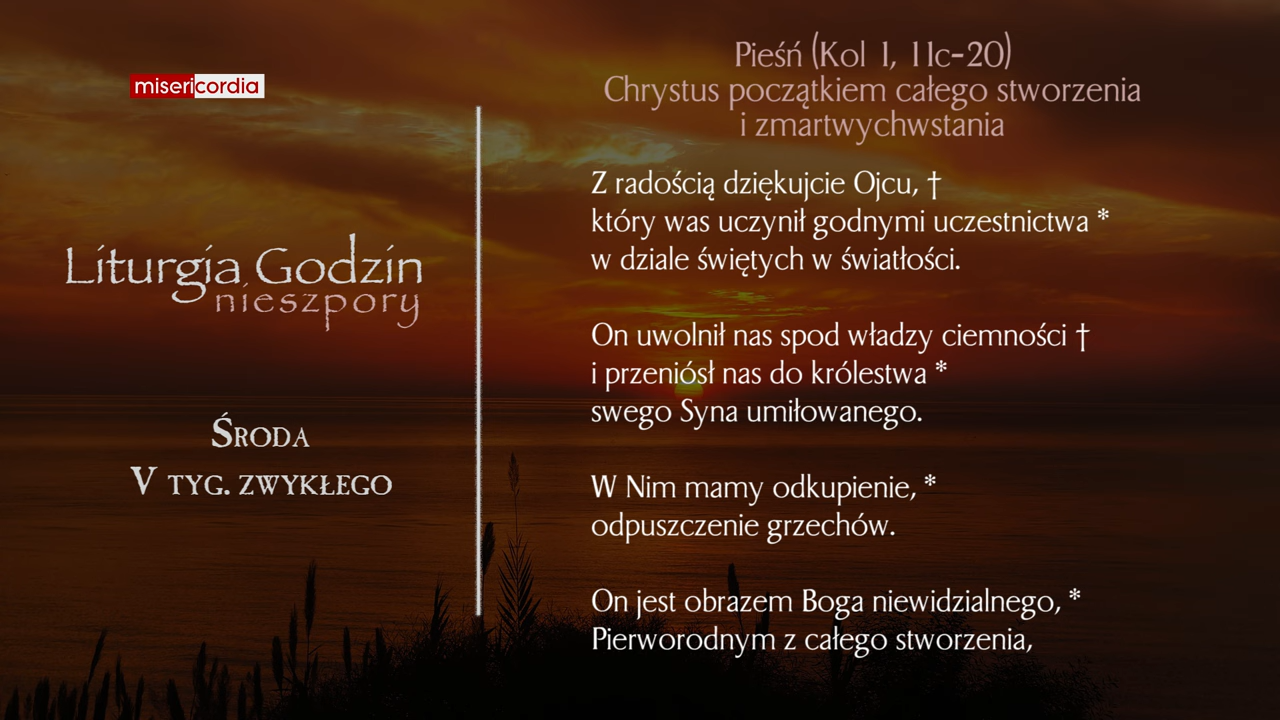 misericordia
Liturgia Godzin
nieszpory
Środa
V tyg. zwykłego
Pieśń (Kol 1, 11c-20)
Chrystus początkiem całego stworzenia
i zmartwychwstania
Z radością dziękujcie Ojcu, †
który was uczynił godnymi uczestnictwa *
w dziale świętych w światłości.
On uwolnił nas spod władzy ciemności †
i przeniósł nas do królestwa *
swego Syna umiłowanego.
W Nim mamy odkupienie, *
odpuszczenie grzechów.
On jest obrazem Boga niewidzialnego, *
Pierworodnym z całego stworzenia,